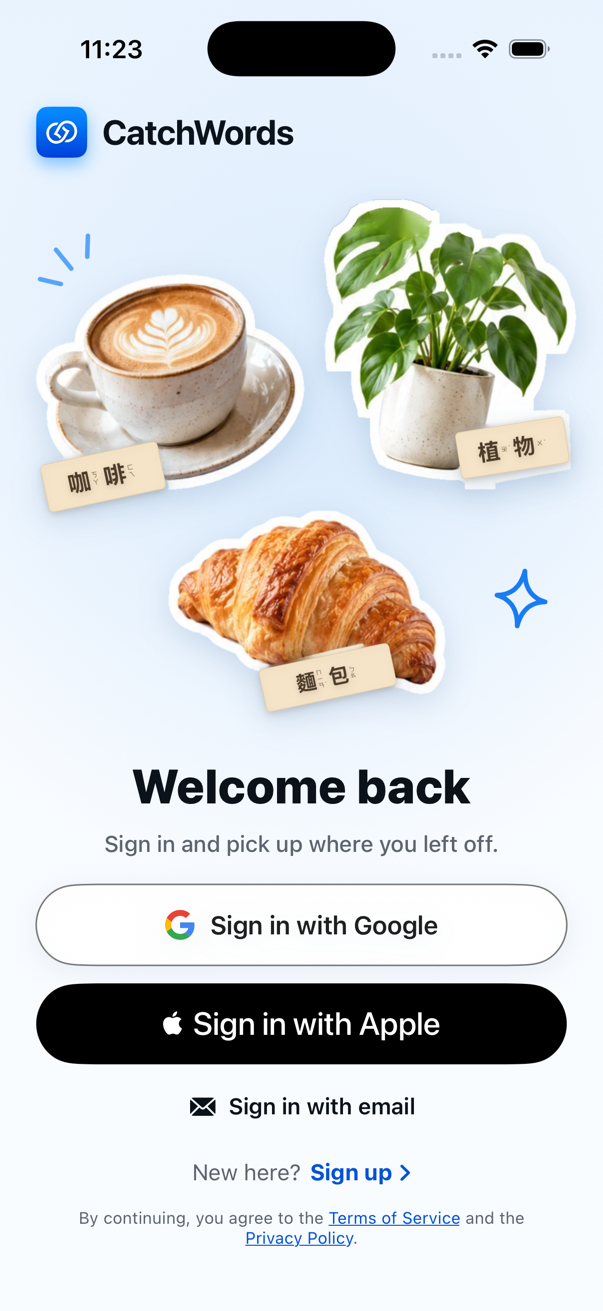 11:23
CatchWords
咖啡
植物
麵包
Welcome back
Sign in and pick up where you left off.
Sign in with Google
Sign in with Apple
Sign in with email
New here? Sign up
By continuing, you agree to the Terms of Service and the
Privacy Policy.